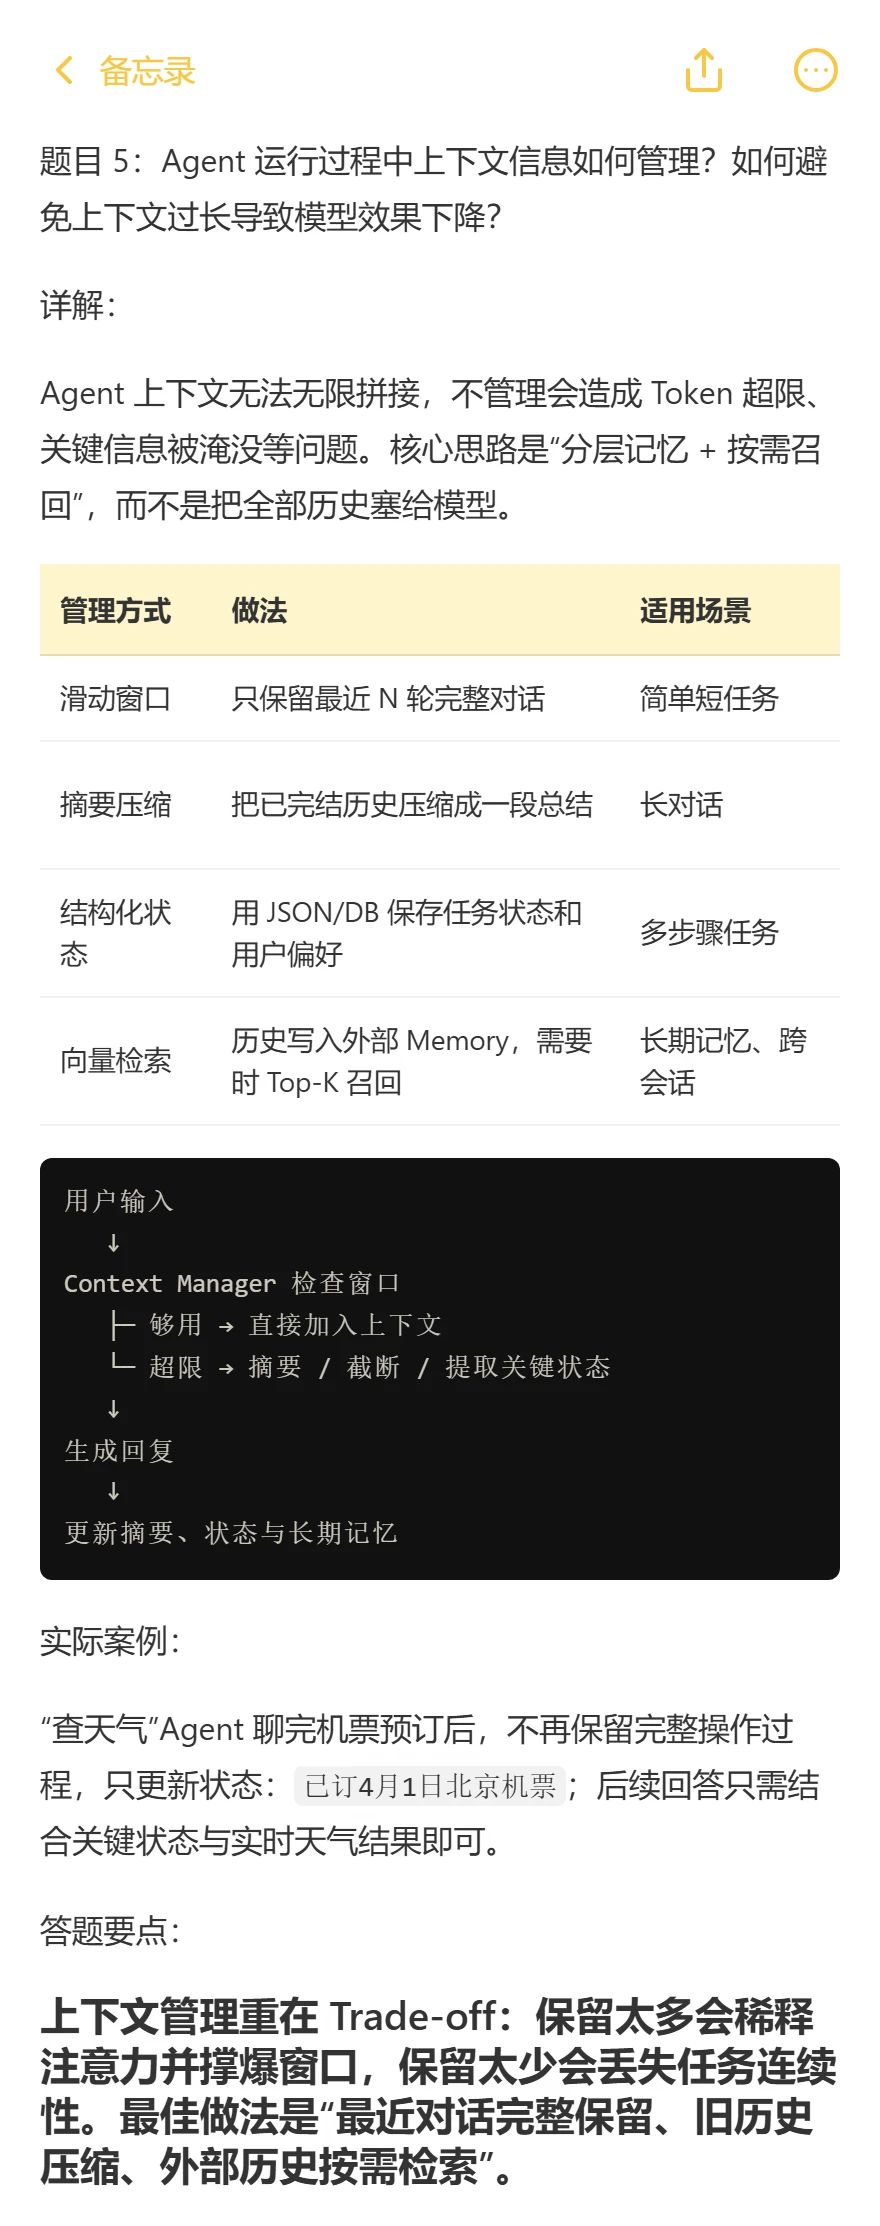 备忘录
题目 5：Agent 运行过程中上下文信息如何管理？如何避
免上下文过长导致模型效果下降？
详解：
Agent 上下文无法无限拼接，不管理会造成 Token 超限、
关键信息被淹没等问题。核心思路是“分层记忆 + 按需召
回”，而不是把全部历史塞给模型。
管理方式 做法 适用场景
滑动窗口 只保留最近 N 轮完整对话 简单短任务
摘要压缩 把已完结历史压缩成一段总结 长对话
结构化状
态
用 JSON/DB 保存任务状态和
用户偏好
多步骤任务
向量检索
历史写入外部 Memory，需要
时 Top-K 召回
长期记忆、跨
会话
用户输入
↓
Context Manager 检查窗口
├─ 够用 → 直接加入上下文
└─ 超限 → 摘要 / 截断 / 提取关键状态
↓
生成回复
↓
更新摘要、状态与长期记忆
实际案例：
“查天气”Agent 聊完机票预订后，不再保留完整操作过
程，只更新状态：已订4月1日北京机票；后续回答只需结
合关键状态与实时天气结果即可。
答题要点：
上下文管理重在 Trade-off：保留太多会稀释
注意力并撑爆窗口，保留太少会丢失任务连续
性。最佳做法是“最近对话完整保留、旧历史
压缩、外部历史按需检索”。